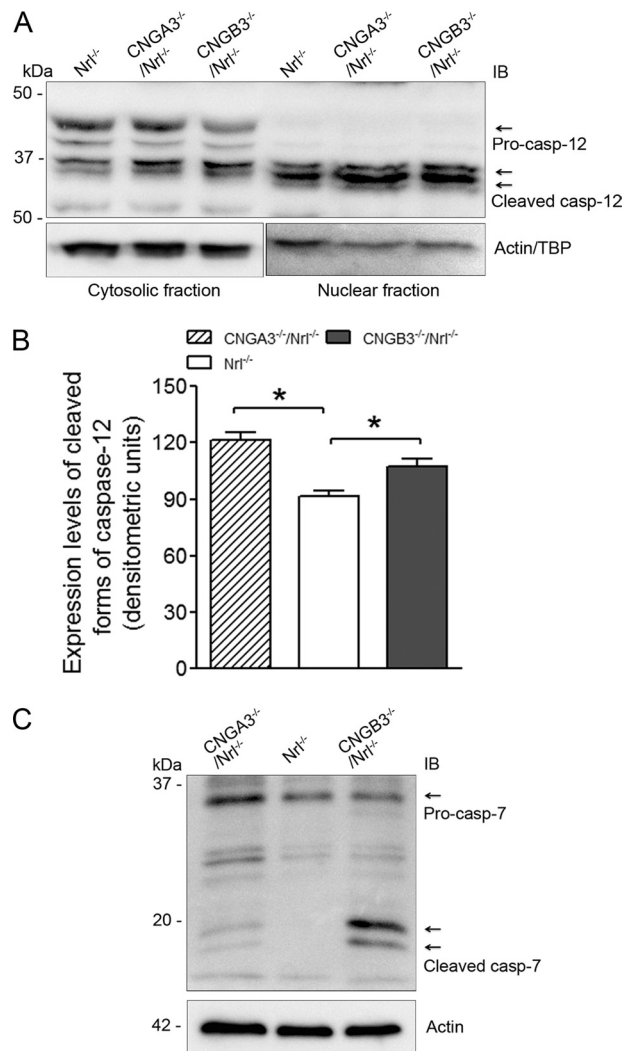 A
kDa
Nrl-/-
CNGA3-/-
/Nrl-/-
CNGB3-/-
/Nrl-/-
Nrl-/-
CNGA3-/-
/Nrl-/-
CNGB3-/-
/Nrl-/-
IB
50 -
←
Pro-casp-12
37 -
←
←
Cleaved casp-12
50 -
Actin/TBP
Cytosolic fraction
Nuclear fraction
B
CNGA3-/-/Nrl-/-
CNGB3-/-/Nrl-/-
Nrl-/-
Expression levels of cleaved
forms of caspase-12
(densitometric units)
150
120
90
60
30
0
*
*
C
kDa
CNGA3-/-
/Nrl-/-
Nrl-/-
CNGB3-/-
/Nrl-/-
IB
37 -
←
Pro-casp-7
20 -
←
←
Cleaved casp-7
42 -
Actin